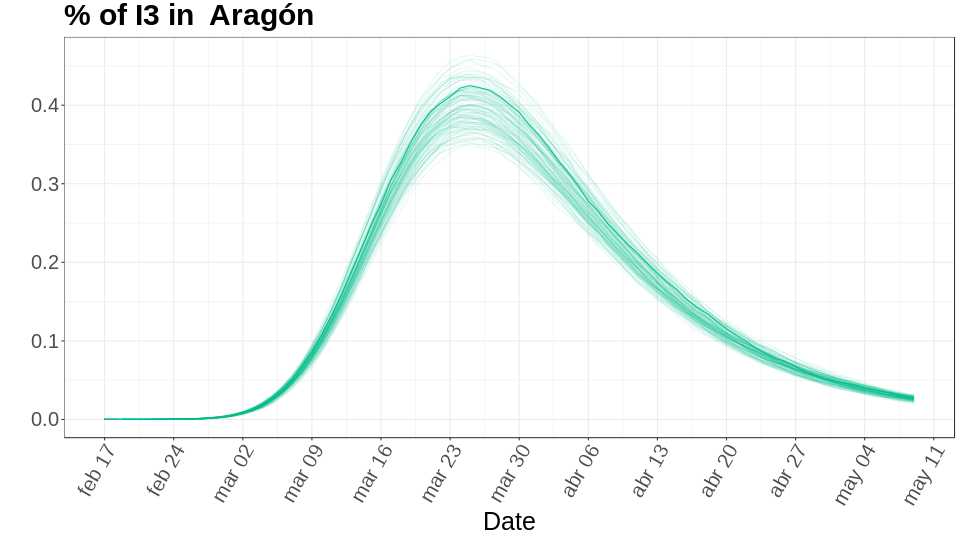 % of I3 in  Aragón
0.4
0.3
0.2
0.1
0.0
feb 17
feb 24
mar 02
mar 09
mar 16
mar 23
mar 30
abr 06
abr 13
abr 20
abr 27
may 04
may 11
Date